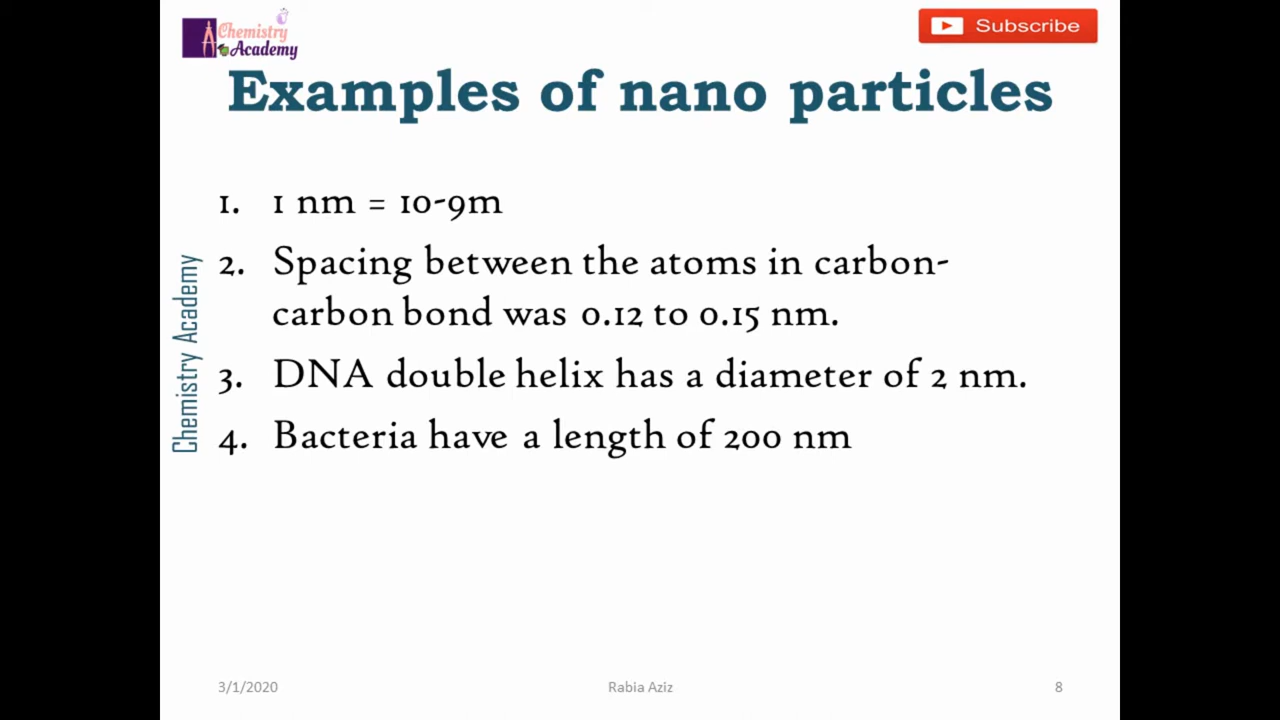 Chemistry
Academy
Subscribe
Examples of nano particles
1. 1 nm = 10-9m
2. Spacing between the atoms in carbon-
carbon bond was 0.12 to 0.15 nm.
3. DNA double helix has a diameter of 2 nm.
4. Bacteria have a length of 200 nm
Chemistry Academy
3/1/2020
Rabia Aziz
8